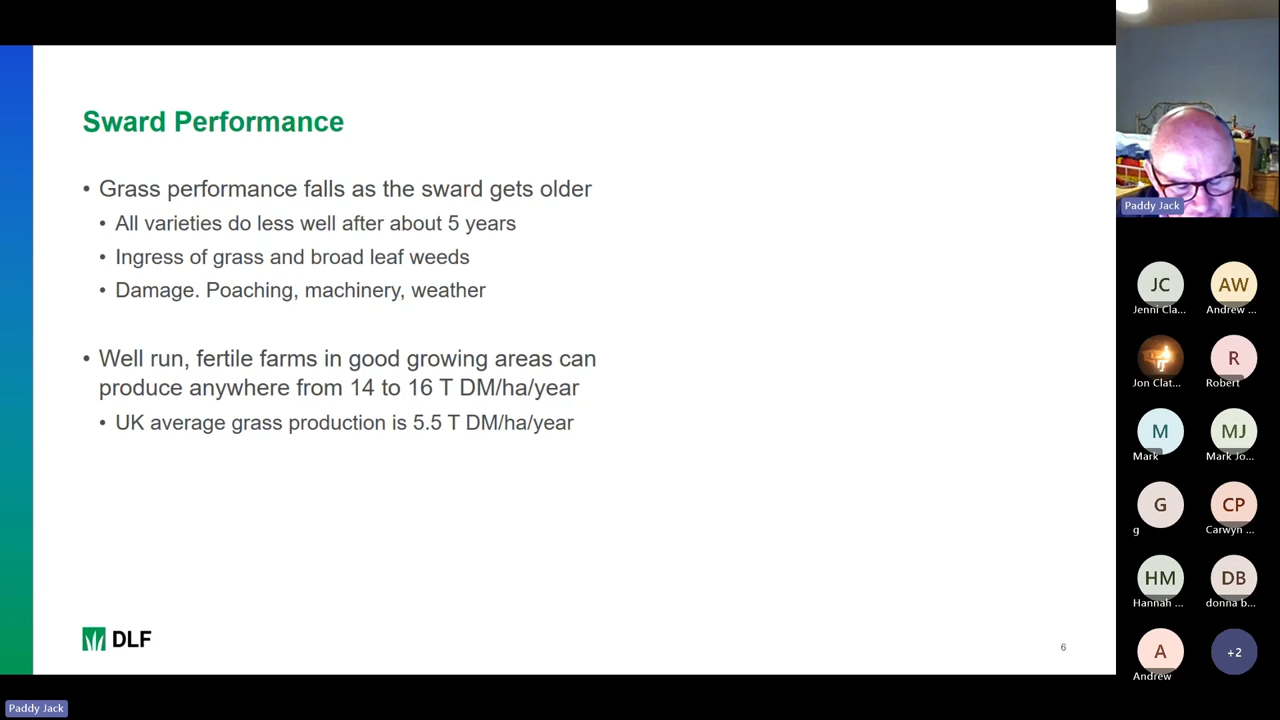 Sward Performance
• Grass performance falls as the sward gets older
• All varieties do less well after about 5 years
• Ingress of grass and broad leaf weeds
• Damage. Poaching, machinery, weather
• Well run, fertile farms in good growing areas can
produce anywhere from 14 to 16 T DM/ha/year
• UK average grass production is 5.5 T DM/ha/year
DLF
6
Paddy Jack
JC
Jenni Cla...
AW
Andrew ...
Jon Clat...
R
Robert
M
Mark
MJ
Mark Jo...
G
g
CP
Carwyn ...
HM
Hannah ...
DB
donna b...
A
Andrew
+2
Paddy Jack